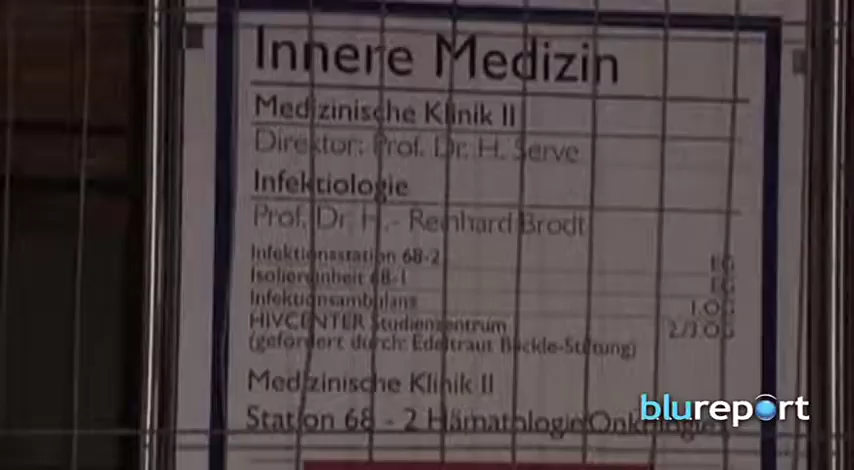 Innere Medizin
Medizinische Klinik II
Direktor: Prof. Dr. H. Serve
Infektiologie
Prof. Dr. H.- Reinhard Brodt
Infektionsstation 68-2 EG
Isoliereinheit 68-1 EG
Infektionsambulanz 1.OG
HIVCENTER Studienzentrum 2/3.OG
(gefördert durch: Edeltraut Böckle-Stiftung)
Medizinische Klinik II
Station 68 - 2 Hämatologie/Onkologie
blureport